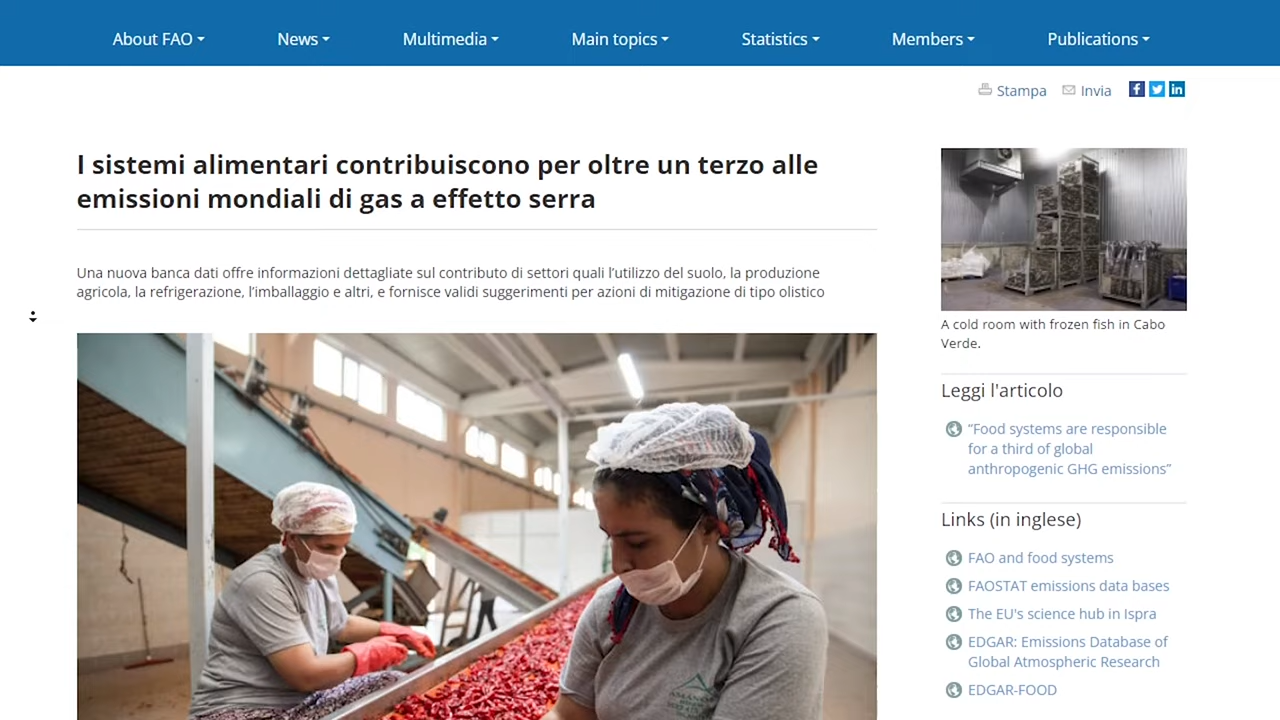 About FAO
News
Multimedia
Main topics
Statistics
Members
Publications
Stampa
Invia
I sistemi alimentari contribuiscono per oltre un terzo alle
emissioni mondiali di gas a effetto serra
Una nuova banca dati offre informazioni dettagliate sul contributo di settori quali l'utilizzo del suolo, la produzione
agricola, la refrigerazione, l'imballaggio e altri, e fornisce validi suggerimenti per azioni di mitigazione di tipo olistico
A cold room with frozen fish in Cabo
Verde.
Leggi l'articolo
“Food systems are responsible
for a third of global
anthropogenic GHG emissions”
Links (in inglese)
FAO and food systems
FAOSTAT emissions data bases
The EU's science hub in Ispra
EDGAR: Emissions Database of
Global Atmospheric Research
EDGAR-FOOD